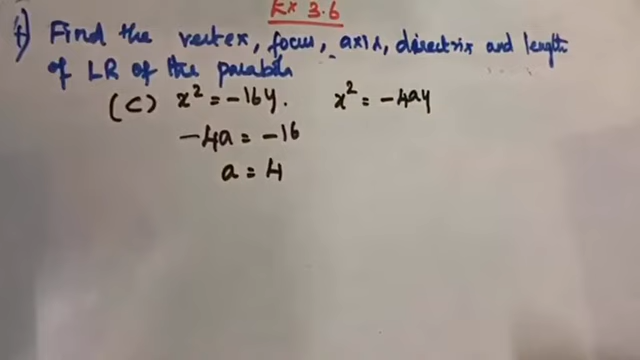 Ex 3.6
1) Find the vertex, focus, axis, directrix and length
of LR of the parabola
(C) x² = -16y. x² = -4ay
-4a = -16
a = 4